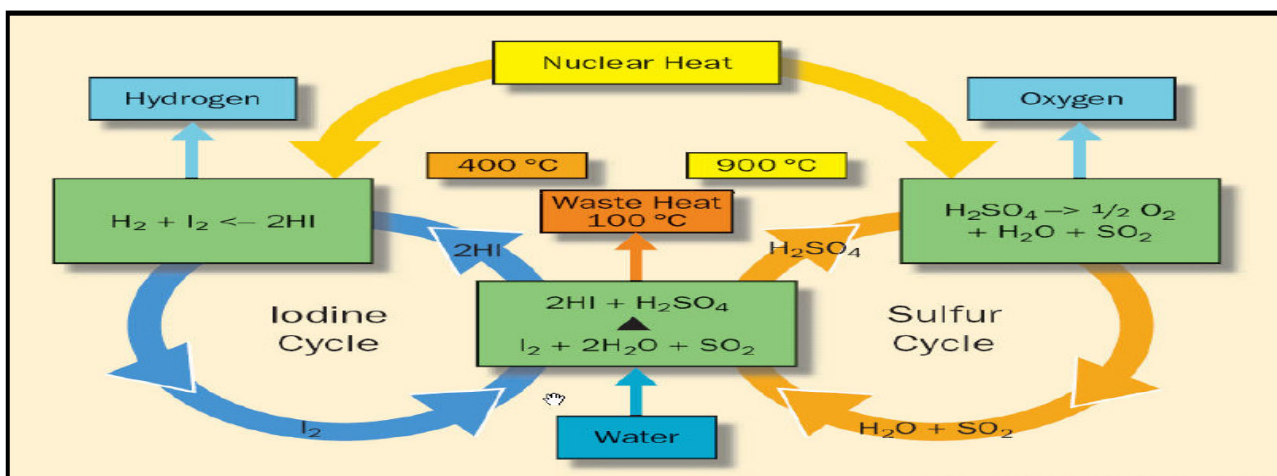 Nuclear Heat
Hydrogen
Oxygen
400 °C
900 °C
Waste Heat
100 °C
H₂ + I₂ <– 2HI
H₂SO₄ –> 1/2 O₂
+ H₂O + SO₂
2HI
H₂SO₄
2HI + H₂SO₄
I₂ + 2H₂O + SO₂
Iodine
Cycle
Sulfur
Cycle
I₂
Water
H₂O + SO₂